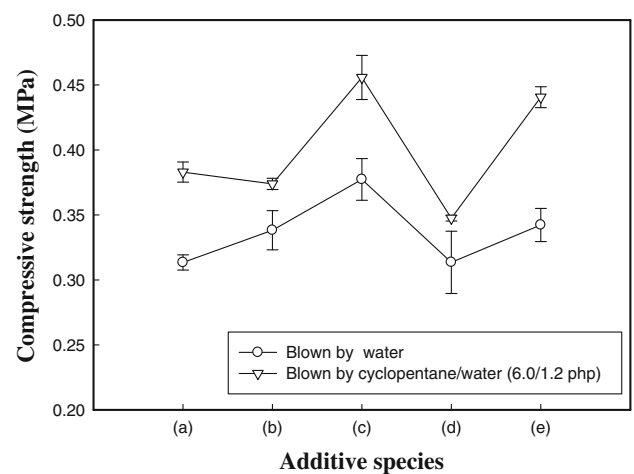 0.50
0.45
0.40
0.35
0.30
0.25
0.20
Compressive strength (MPa)
Blown by water
Blown by cyclopentane/water (6.0/1.2 php)
(a) (b) (c) (d) (e)
Additive species